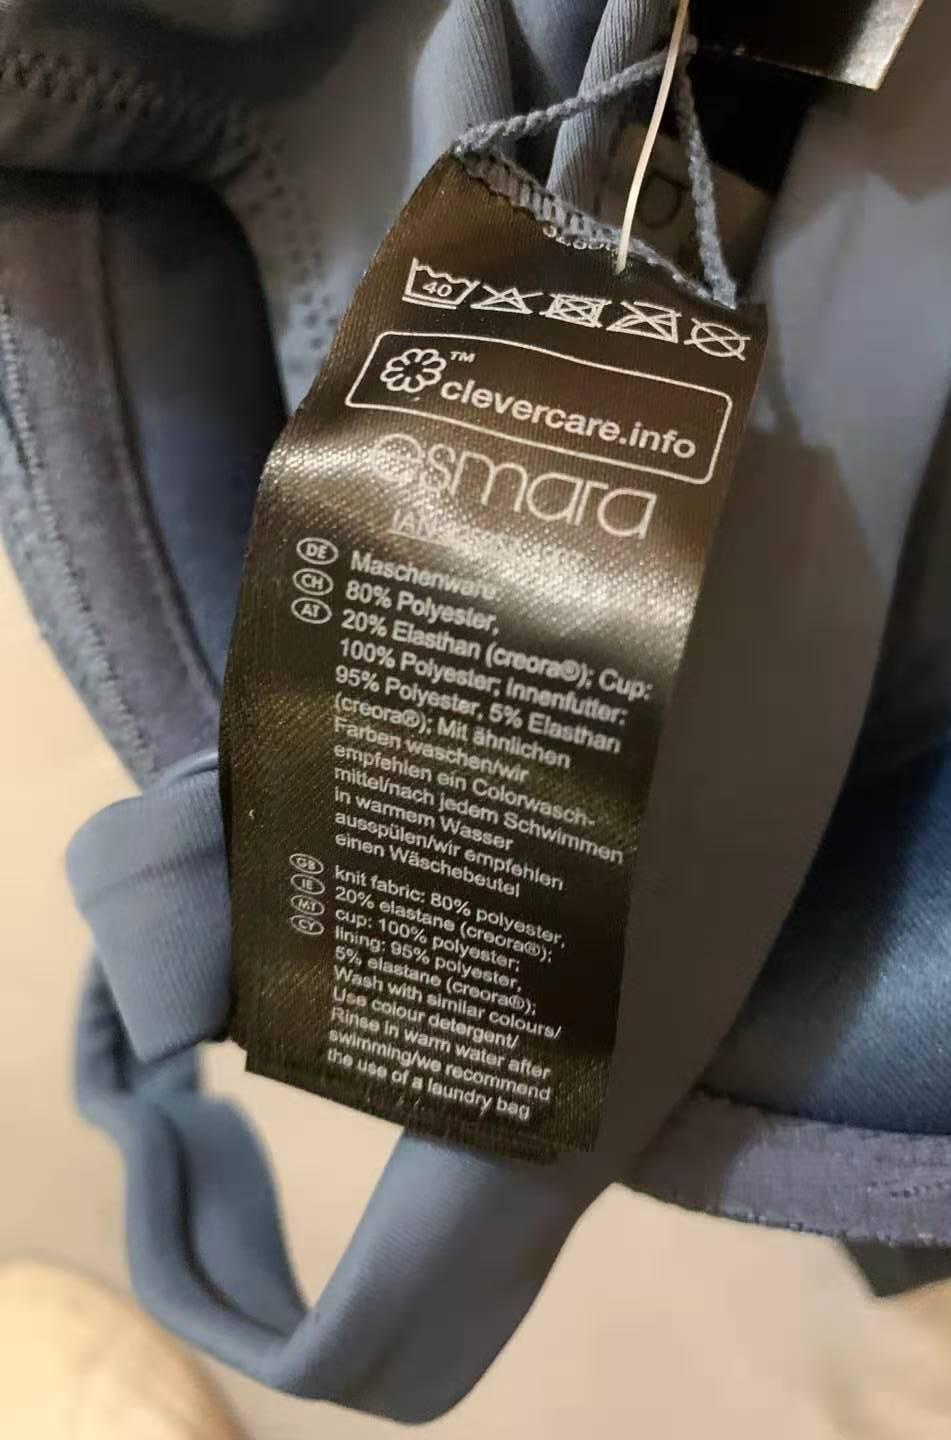 40
™
clevercare.info
esmara
IAN
DE
CH
AT
Maschenware:
80% Polyester,
20% Elasthan (creora®); Cup:
100% Polyester; Innenfutter:
95% Polyester, 5% Elasthan
(creora®); Mit ähnlichen
Farben waschen/wir
empfehlen ein Colorwasch-
mittel/nach jedem Schwimmen
in warmem Wasser
ausspülen/wir empfehlen
einen Wäschebeutel
GB
IE
MT
CY
knit fabric: 80% polyester,
20% elastane (creora®);
cup: 100% polyester;
lining: 95% polyester,
5% elastane (creora®);
Wash with similar colours/
Use colour detergent/
Rinse in warm water after
swimming/we recommend
the use of a laundry bag